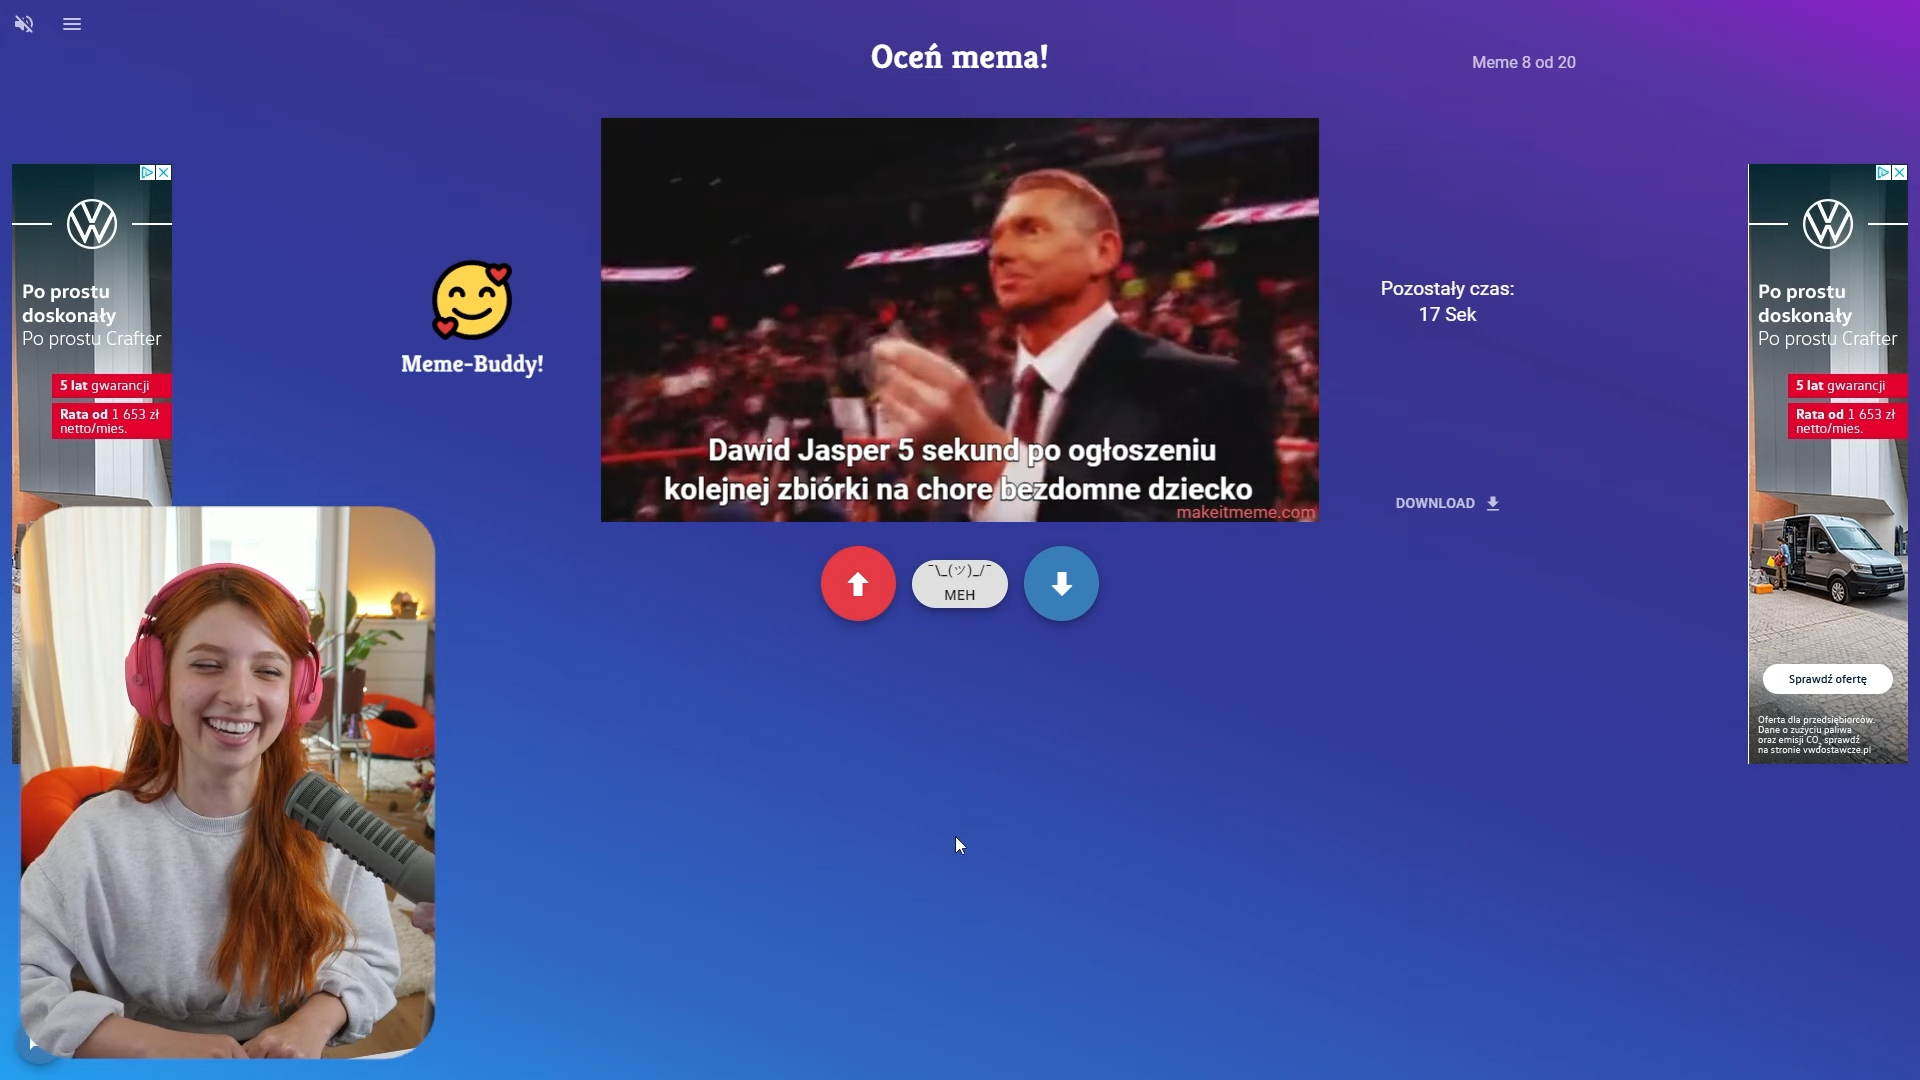 Oceń mema!
Meme 8 od 20
Po prostu
doskonały
Po prostu Crafter
5 lat gwarancji
Rata od 1 653 zł
netto/mies.
Meme-Buddy!
Dawid Jasper 5 sekund po ogłoszeniu
kolejnej zbiórki na chore bezdomne dziecko
makeitmeme.com
Pozostały czas:
17 Sek
DOWNLOAD
¯\_(ツ)_/¯
MEH
Po prostu
doskonały
Po prostu Crafter
5 lat gwarancji
Rata od 1 653 zł
netto/mies.
Sprawdź ofertę
Oferta dla przedsiębiorców.
Dane o zużyciu paliwa
oraz emisji CO₂ sprawdź
na stronie vwdostawcze.pl